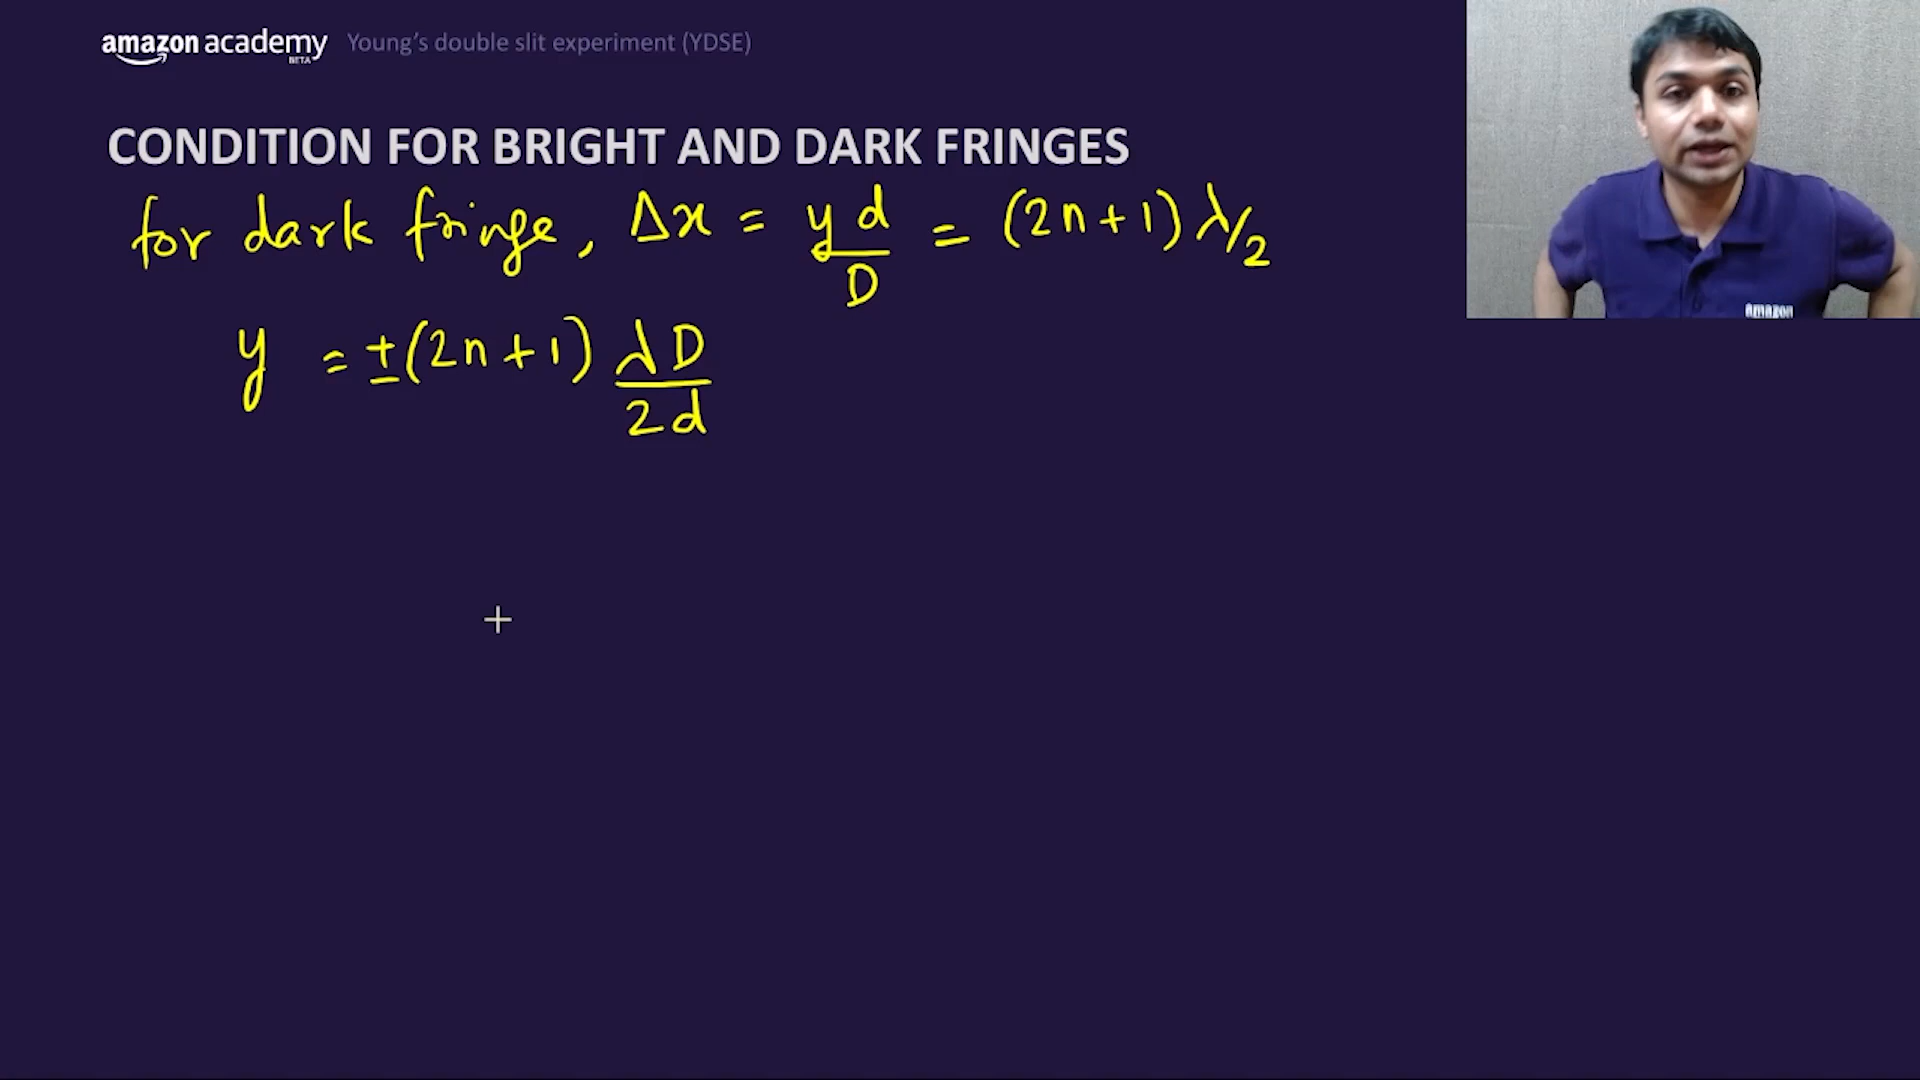 amazon academy BETA Young's double slit experiment (YDSE)
CONDITION FOR BRIGHT AND DARK FRINGES
for dark fringe, Δx = yd/D = (2n+1) λ/2
y = ±(2n+1) λD/2d
amazon